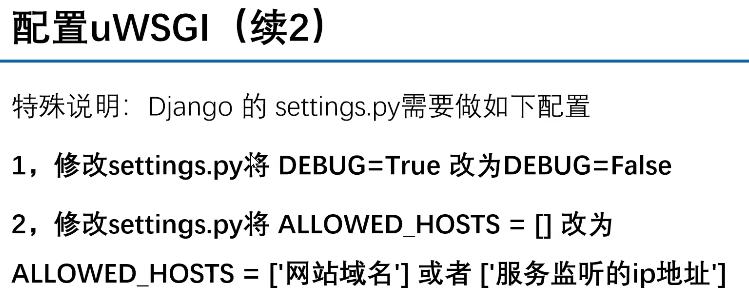 配置uWSGI（续2）
特殊说明：Django 的 settings.py需要做如下配置
1，修改settings.py将 DEBUG=True 改为DEBUG=False
2，修改settings.py将 ALLOWED_HOSTS = [] 改为
ALLOWED_HOSTS = ['网站域名'] 或者 ['服务监听的ip地址']